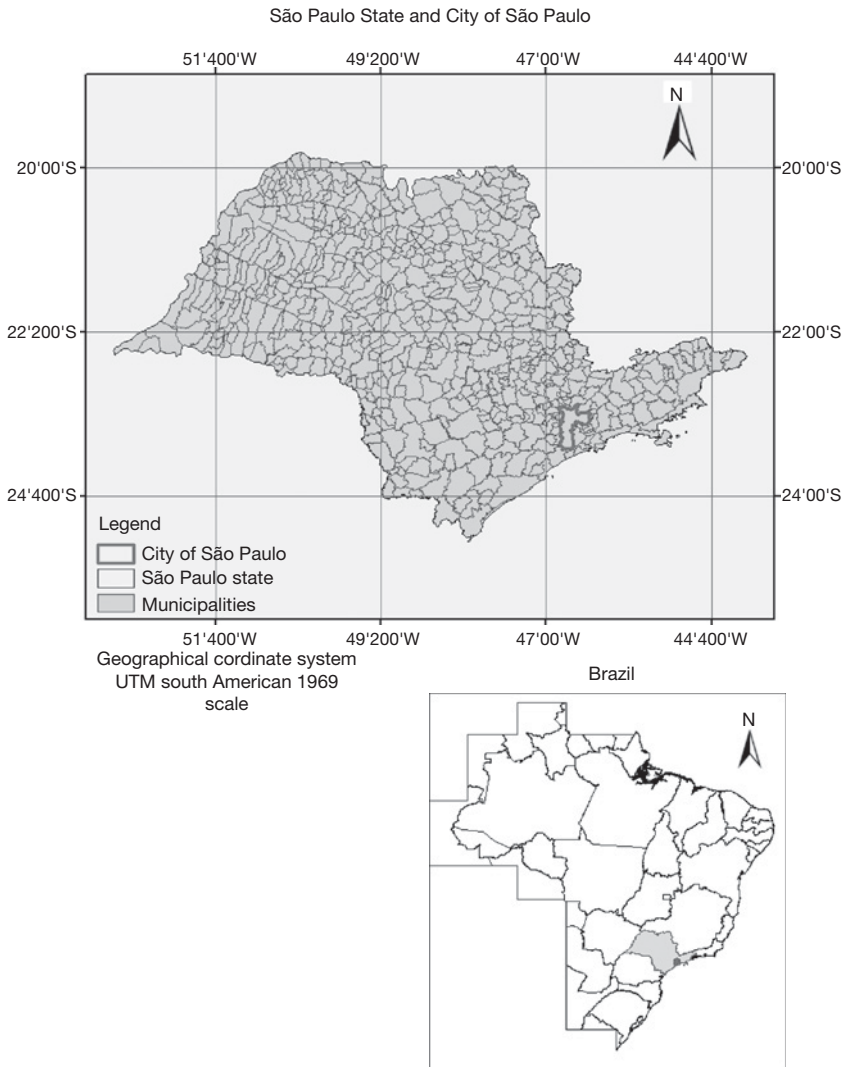 São Paulo State and City of São Paulo
51'400''W 49'200''W 47'00''W 44'400''W
N
20'00''S 20'00''S
22'200''S 22'00''S
24'400''S 24'00''S
Legend
City of São Paulo
São Paulo state
Municipalities
51'400''W 49'200''W 47'00''W 44'400''W
Geographical cordinate system
UTM south American 1969
scale
Brazil
N